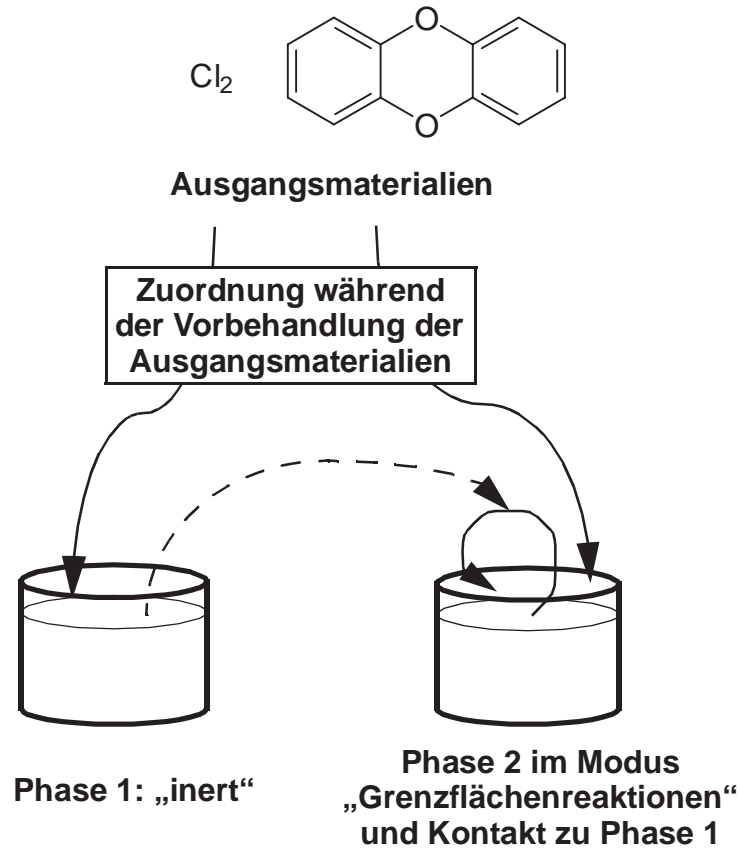 O
Cl₂
O
Ausgangsmaterialien
Zuordnung während
der Vorbehandlung der
Ausgangsmaterialien
Phase 1: „inert“
Phase 2 im Modus
„Grenzflächenreaktionen“
und Kontakt zu Phase 1